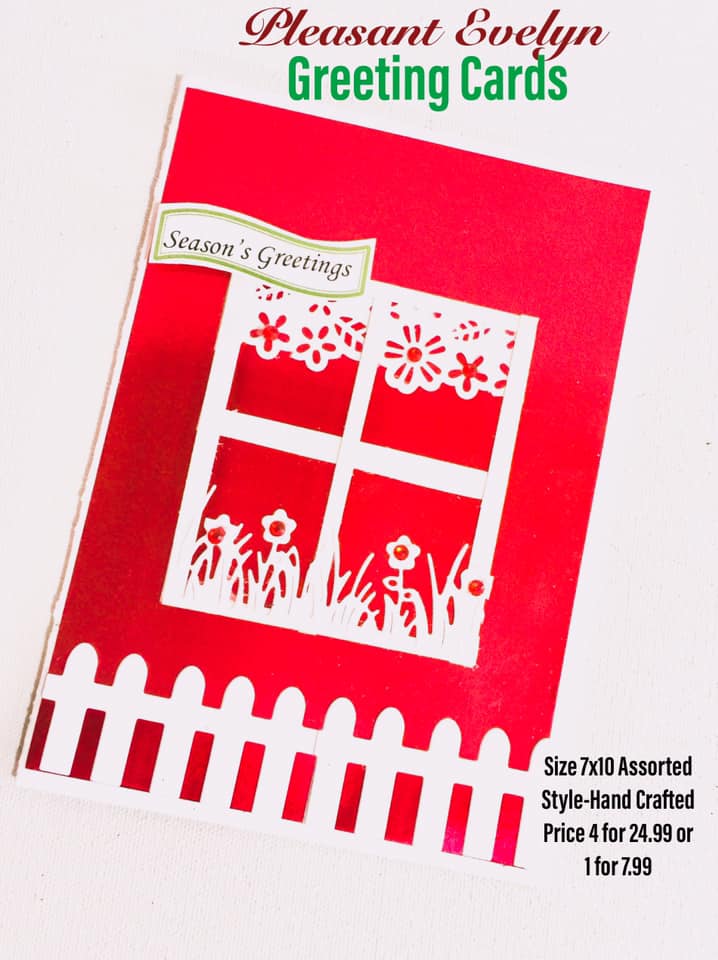 Pleasant Evelyn
Greeting Cards
Season's Greetings
Size 7x10 Assorted
Style-Hand Crafted
Price 4 for 24.99 or
1 for 7.99